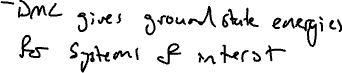 - DMC gives ground state energies
for systems of interest